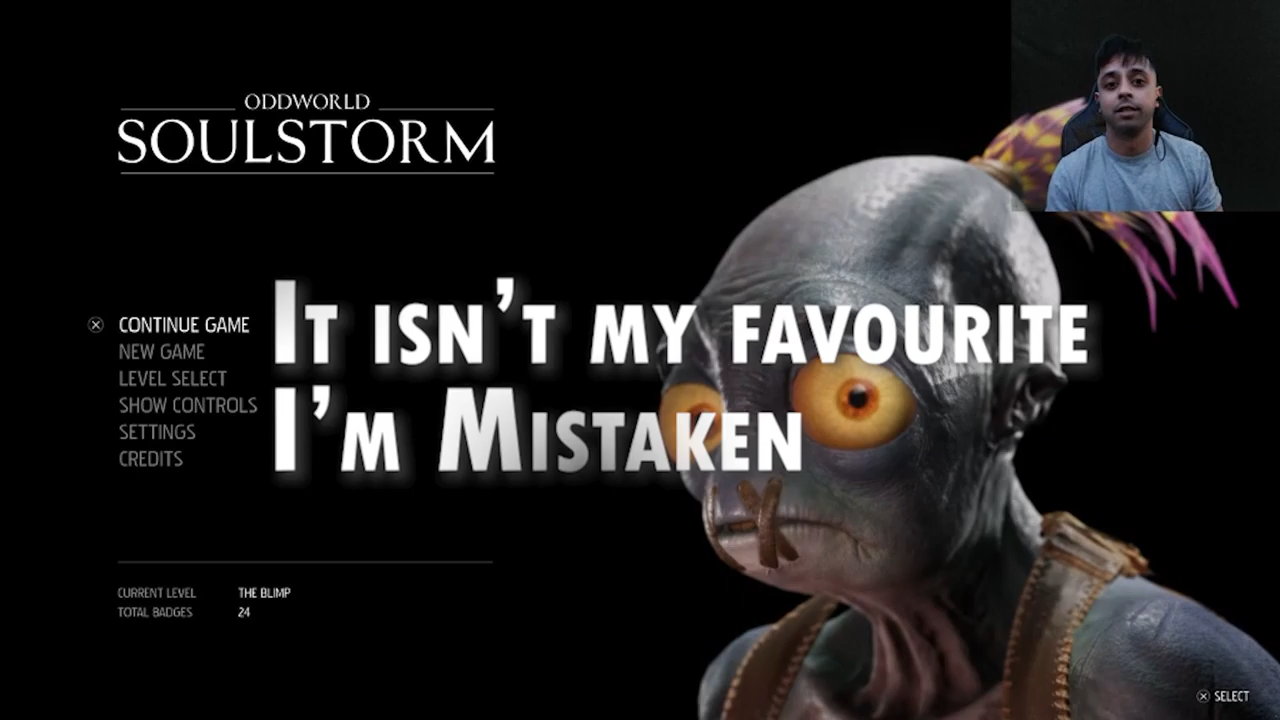 ODDWORLD
SOULSTORM
It isn't my favourite
I'm Mistaken
CONTINUE GAME
NEW GAME
LEVEL SELECT
SHOW CONTROLS
SETTINGS
CREDITS
CURRENT LEVEL THE BLIMP
TOTAL BADGES 24
SELECT